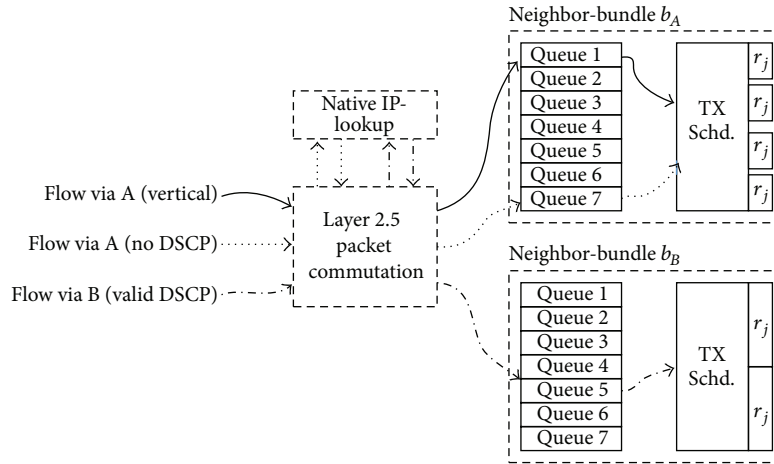 Neighbor-bundle b_A
Queue 1
Queue 2
Queue 3
Queue 4
Queue 5
Queue 6
Queue 7
TX
Schd.
r_j
r_j
r_j
r_j
Native IP-
lookup
Flow via A (vertical)
Flow via A (no DSCP)
Flow via B (valid DSCP)
Layer 2.5
packet
commutation
Neighbor-bundle b_B
Queue 1
Queue 2
Queue 3
Queue 4
Queue 5
Queue 6
Queue 7
TX
Schd.
r_j
r_j